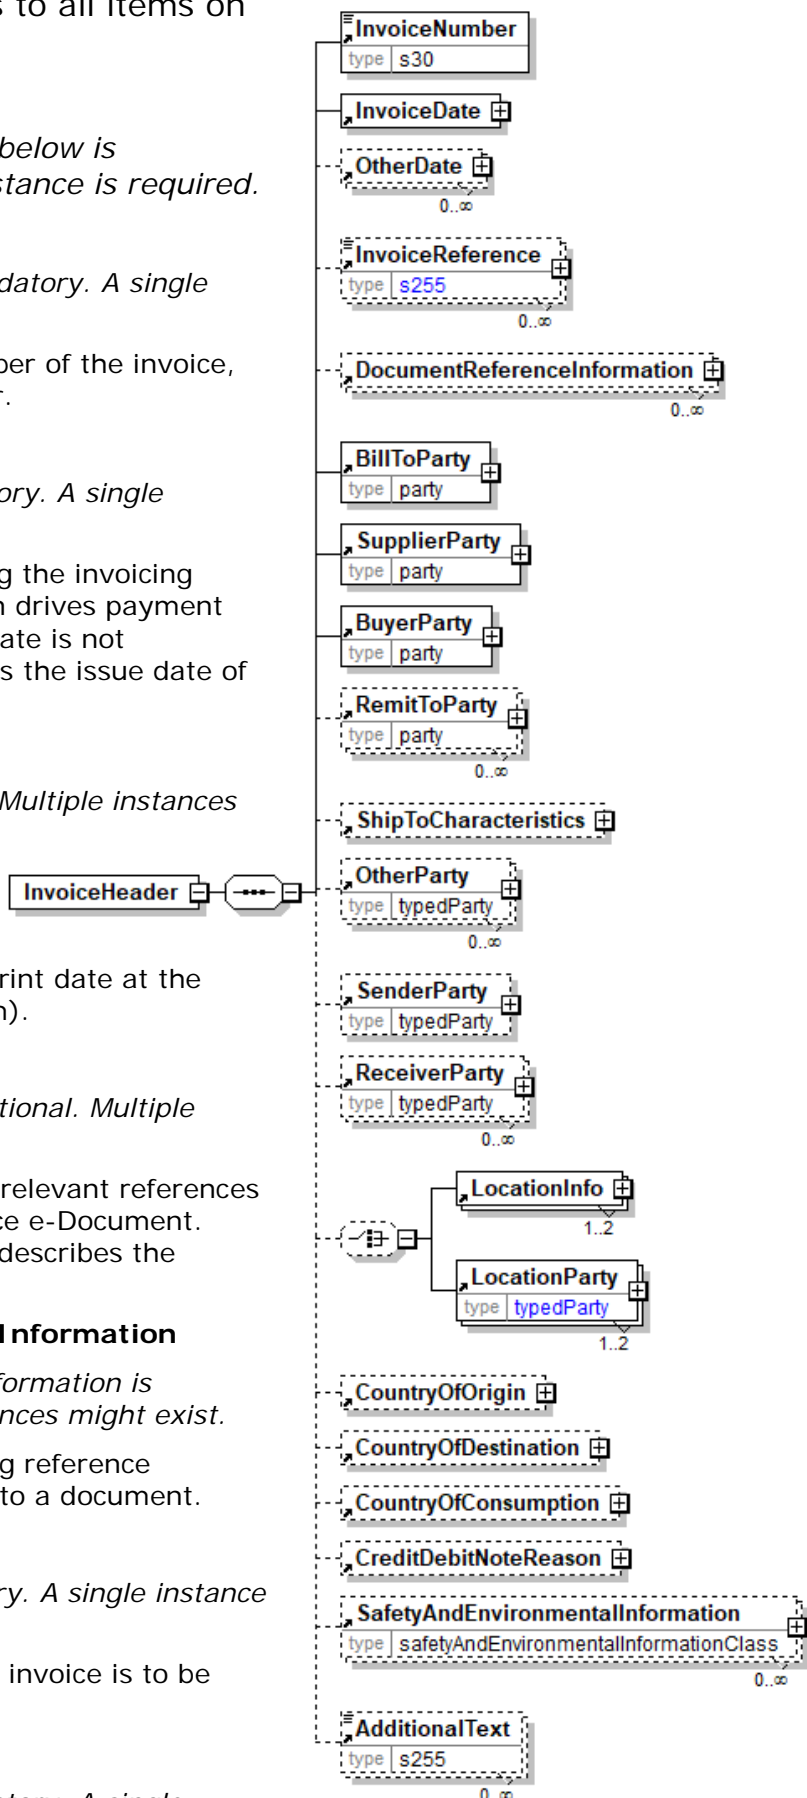 s to all items on
below is
stance is required.
datory. A single
ber of the invoice,
r.
ory. A single
g the invoicing
n drives payment
ate is not
s the issue date of
Multiple instances
rint date at the
n).
tional. Multiple
relevant references
ce e-Document.
describes the
Information
formation is
nces might exist.
g reference
to a document.
ry. A single instance
invoice is to be
atory. A single
InvoiceHeader
InvoiceNumber
type s30
InvoiceDate
OtherDate
0..∞
InvoiceReference
type s255
0..∞
DocumentReferenceInformation
0..∞
BillToParty
type party
SupplierParty
type party
BuyerParty
type party
RemitToParty
type party
0..∞
ShipToCharacteristics
OtherParty
type typedParty
0..∞
SenderParty
type typedParty
ReceiverParty
type typedParty
0..∞
LocationInfo
1..2
LocationParty
type typedParty
1..2
CountryOfOrigin
CountryOfDestination
CountryOfConsumption
CreditDebitNoteReason
SafetyAndEnvironmentalInformation
type safetyAndEnvironmentalInformationClass
0..∞
AdditionalText
type s255
0..∞